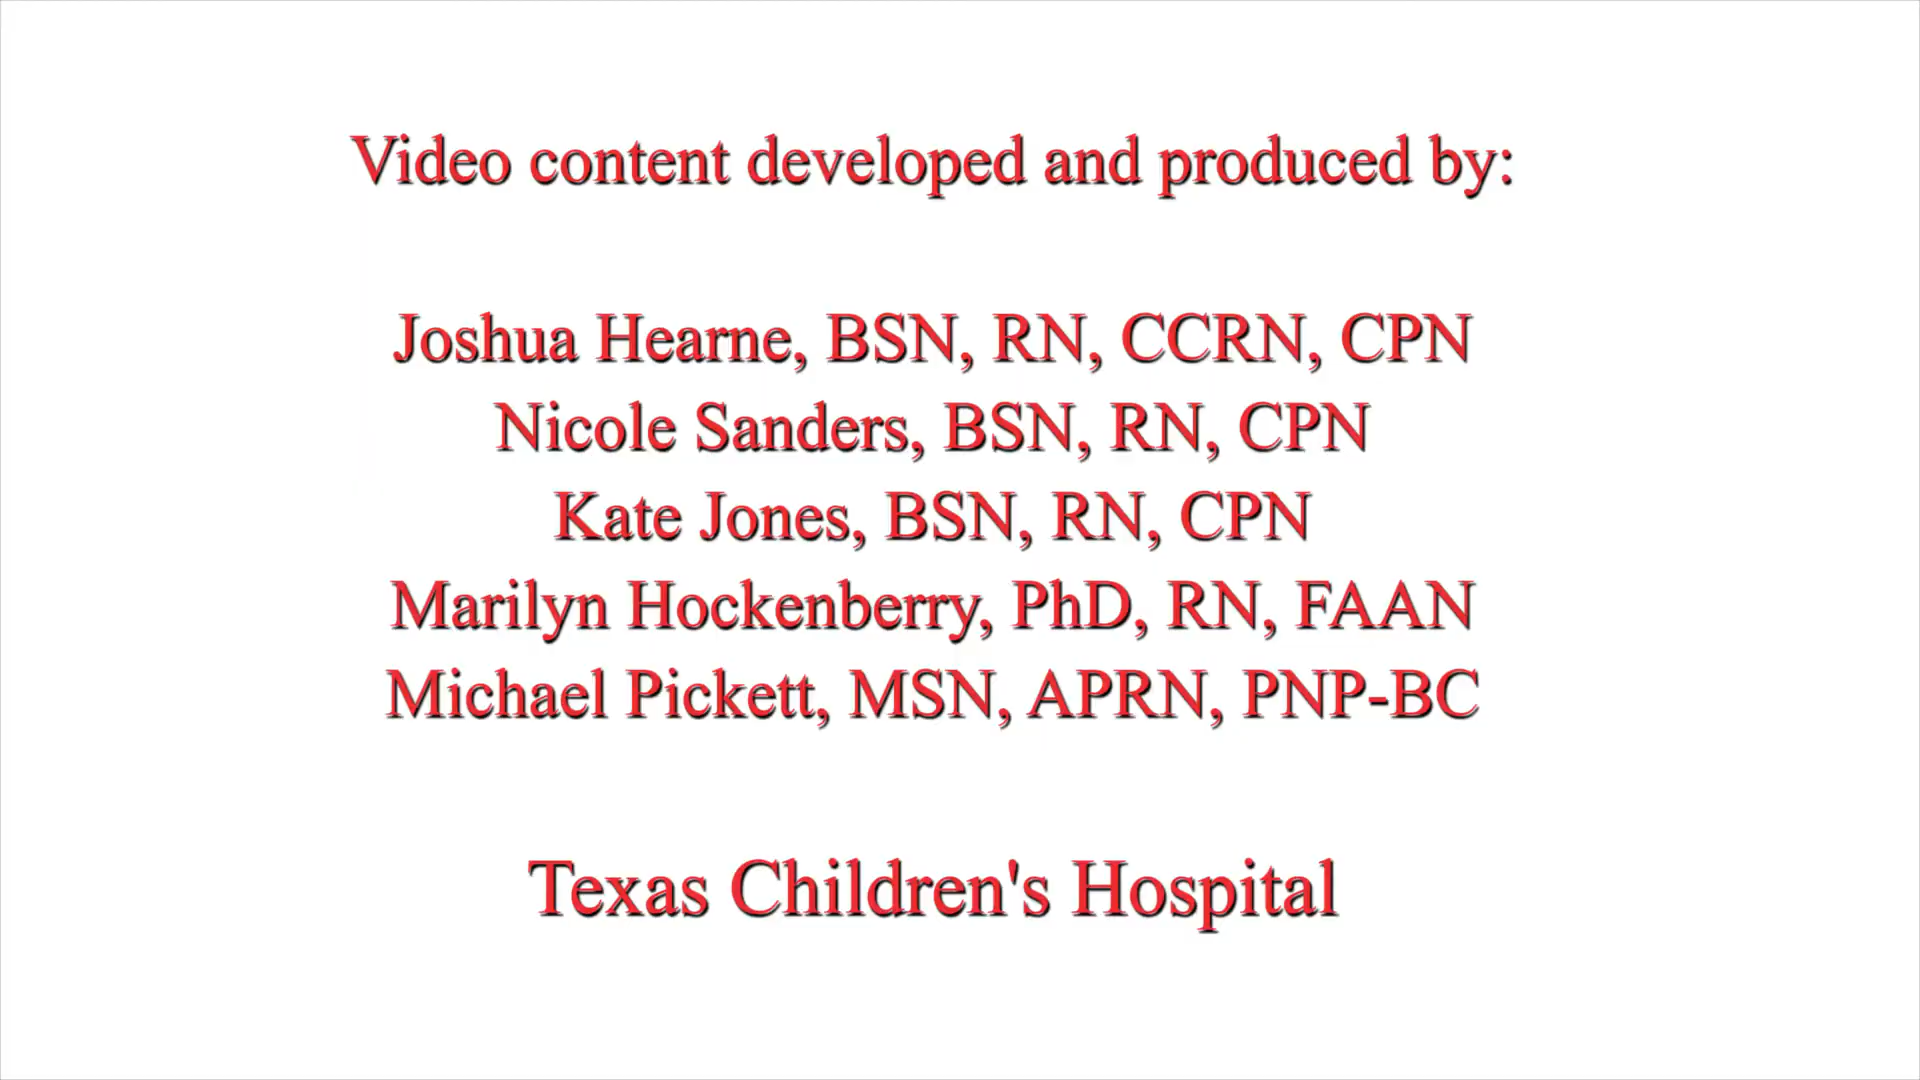 Video content developed and produced by:
Joshua Hearne, BSN, RN, CCRN, CPN
Nicole Sanders, BSN, RN, CPN
Kate Jones, BSN, RN, CPN
Marilyn Hockenberry, PhD, RN, FAAN
Michael Pickett, MSN, APRN, PNP-BC
Texas Children's Hospital